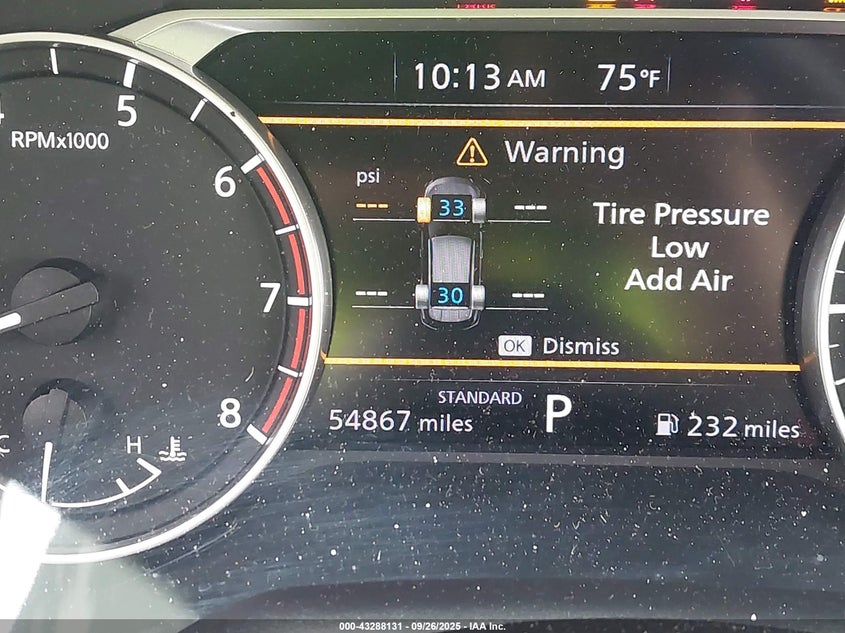 10:13 AM 75°F
5
RPMx1000
6
7
8
C H
Warning
psi
--- 33 ---
--- 30 ---
Tire Pressure
Low
Add Air
OK Dismiss
STANDARD
54867 miles P 232 miles
000-43288131 - 09/26/2025 - IAA Inc.